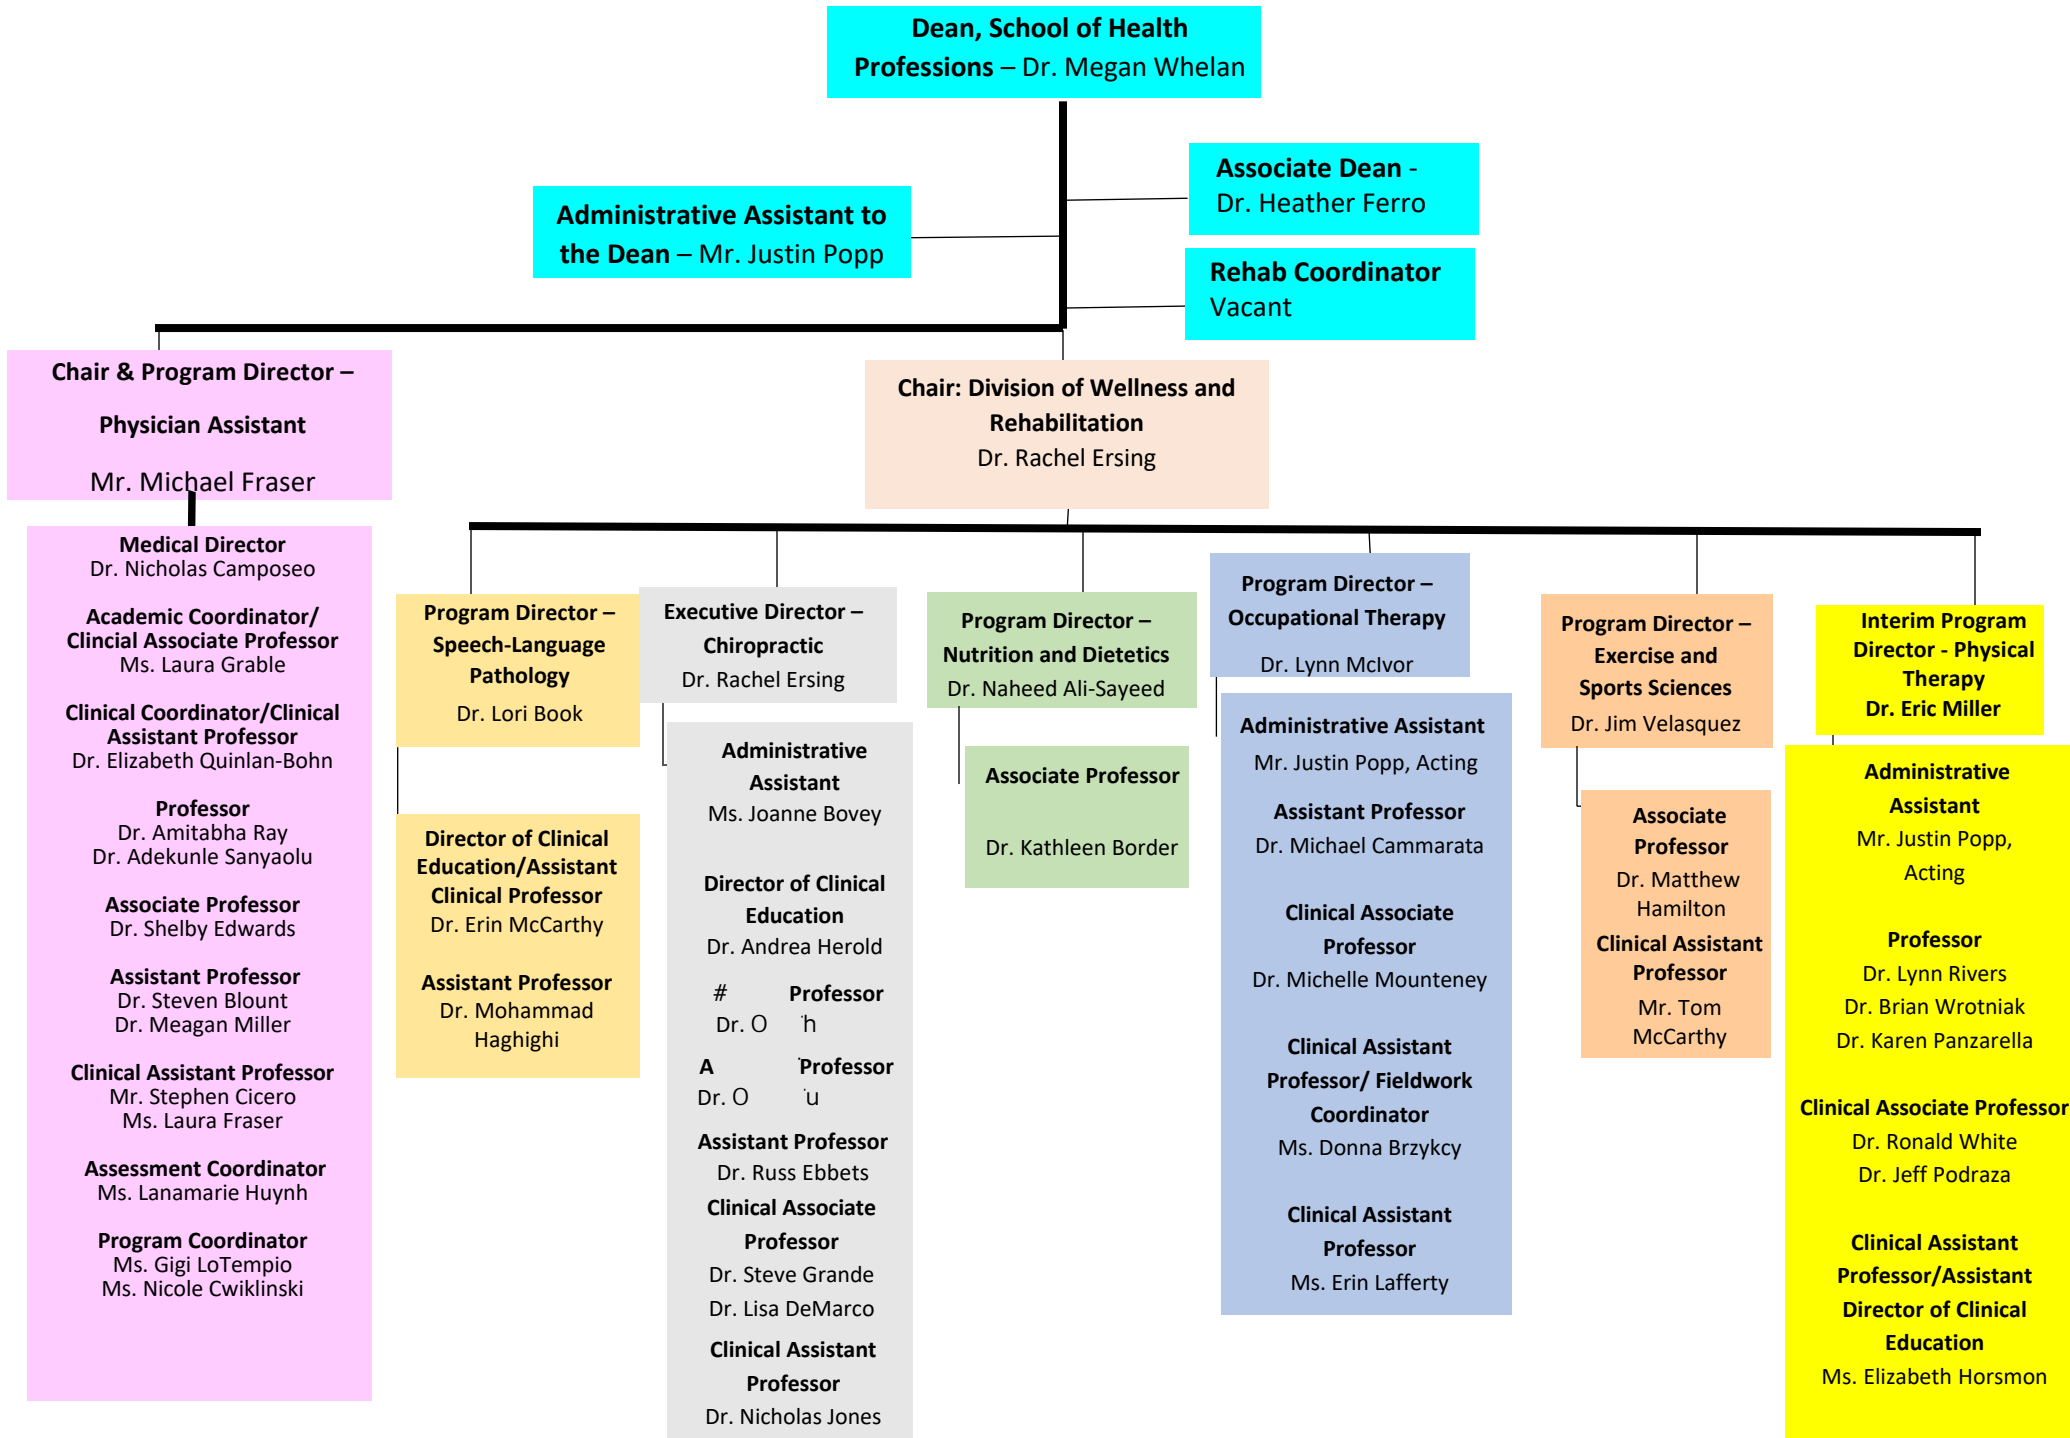 Dean, School of Health
Professions – Dr. Megan Whelan
Associate Dean -
Dr. Heather Ferro
Administrative Assistant to
the Dean – Mr. Justin Popp
Rehab Coordinator
Vacant
Chair & Program Director –
Physician Assistant
Mr. Michael Fraser
Chair: Division of Wellness and
Rehabilitation
Dr. Rachel Ersing
Medical Director
Dr. Nicholas Camposeo
Academic Coordinator/
Clincial Associate Professor
Ms. Laura Grable
Clinical Coordinator/Clinical
Assistant Professor
Dr. Elizabeth Quinlan-Bohn
Professor
Dr. Amitabha Ray
Dr. Adekunle Sanyaolu
Associate Professor
Dr. Shelby Edwards
Assistant Professor
Dr. Steven Blount
Dr. Meagan Miller
Clinical Assistant Professor
Mr. Stephen Cicero
Ms. Laura Fraser
Assessment Coordinator
Ms. Lanamarie Huynh
Program Coordinator
Ms. Gigi LoTempio
Ms. Nicole Cwiklinski
Program Director –
Speech-Language
Pathology
Dr. Lori Book
Director of Clinical
Education/Assistant
Clinical Professor
Dr. Erin McCarthy
Assistant Professor
Dr. Mohammad
Haghighi
Executive Director –
Chiropractic
Dr. Rachel Ersing
Administrative
Assistant
Ms. Joanne Bovey
Director of Clinical
Education
Dr. Andrea Herold
# Professor
Dr. O h
A Professor
Dr. O u
Assistant Professor
Dr. Russ Ebbets
Clinical Associate
Professor
Dr. Steve Grande
Dr. Lisa DeMarco
Clinical Assistant
Professor
Dr. Nicholas Jones
Program Director –
Nutrition and Dietetics
Dr. Naheed Ali-Sayeed
Associate Professor
Dr. Kathleen Border
Program Director –
Occupational Therapy
Dr. Lynn McIvor
Administrative Assistant
Mr. Justin Popp, Acting
Assistant Professor
Dr. Michael Cammarata
Clinical Associate
Professor
Dr. Michelle Mounteney
Clinical Assistant
Professor/ Fieldwork
Coordinator
Ms. Donna Brzykcy
Clinical Assistant
Professor
Ms. Erin Lafferty
Program Director –
Exercise and
Sports Sciences
Dr. Jim Velasquez
Associate
Professor
Dr. Matthew
Hamilton
Clinical Assistant
Professor
Mr. Tom
McCarthy
Interim Program
Director - Physical
Therapy
Dr. Eric Miller
Administrative
Assistant
Mr. Justin Popp,
Acting
Professor
Dr. Lynn Rivers
Dr. Brian Wrotniak
Dr. Karen Panzarella
Clinical Associate Professor
Dr. Ronald White
Dr. Jeff Podraza
Clinical Assistant
Professor/Assistant
Director of Clinical
Education
Ms. Elizabeth Horsmon